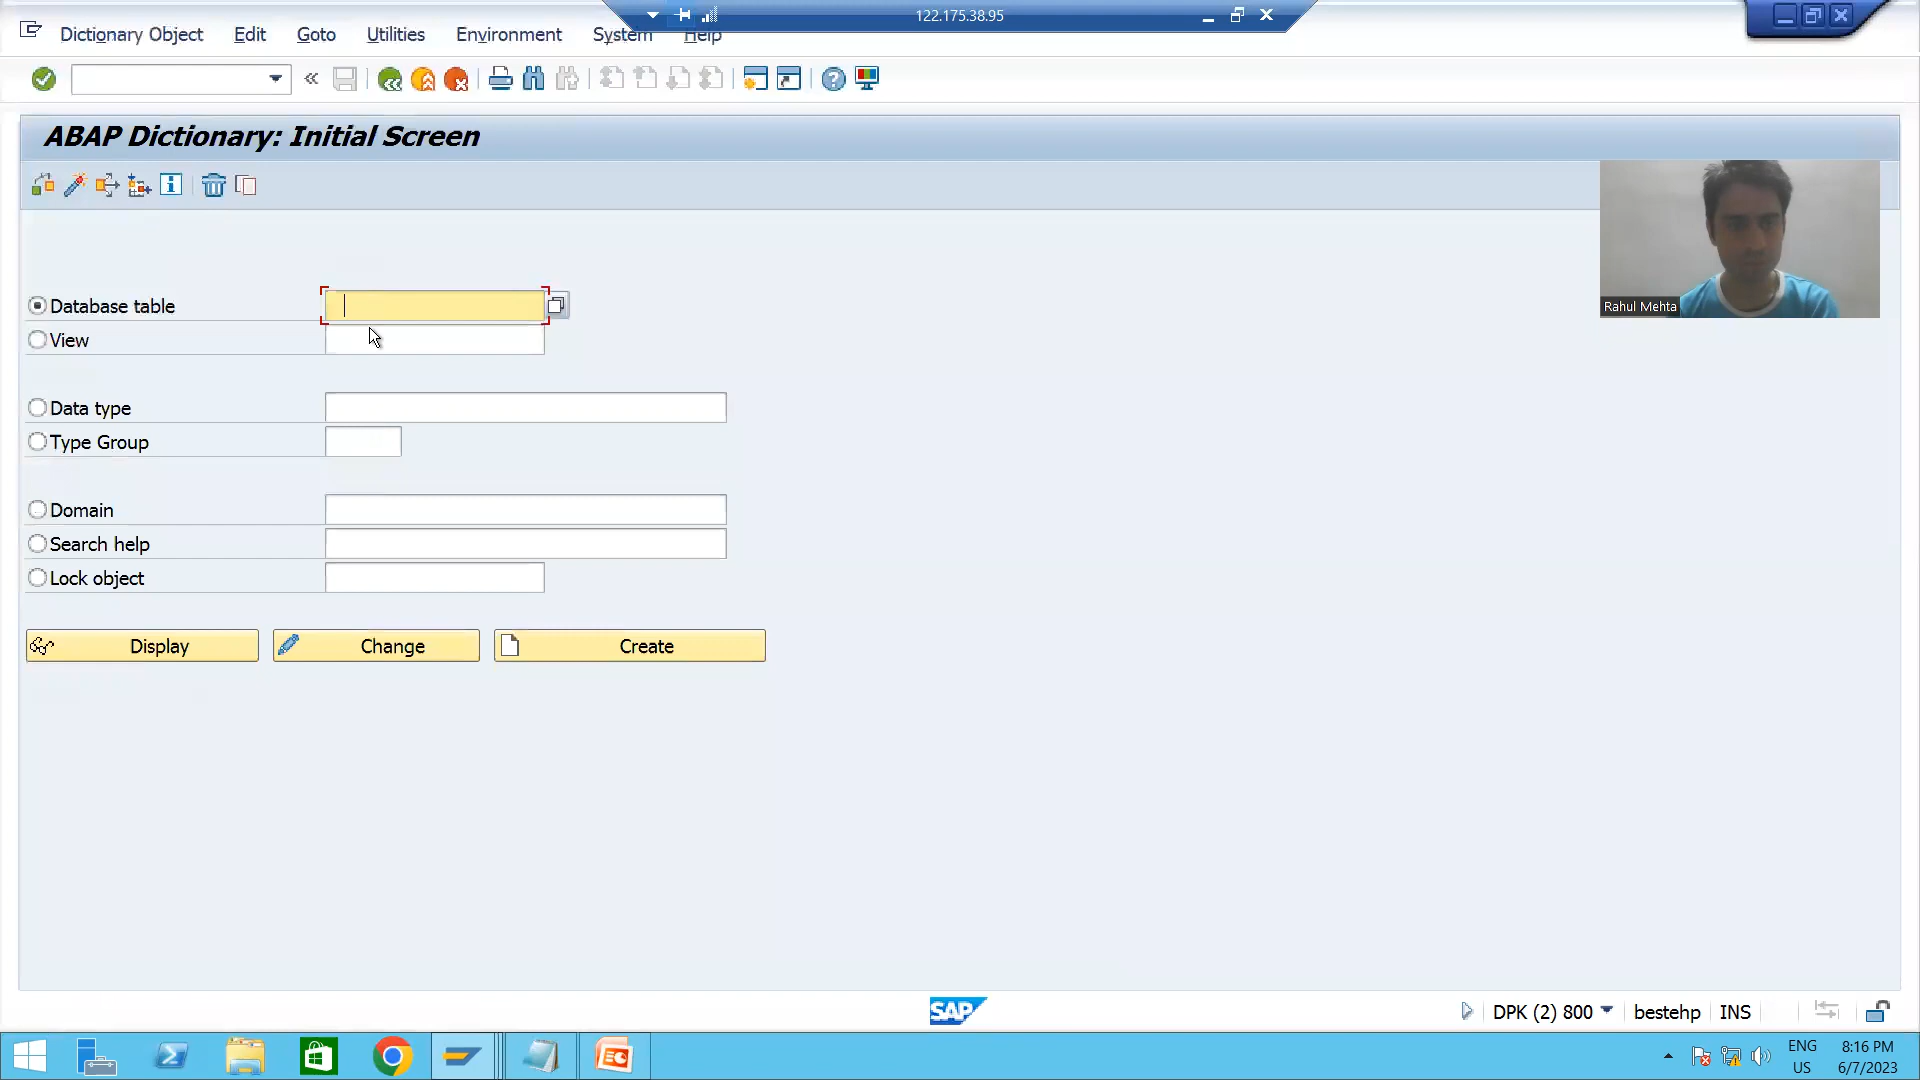 122.175.38.95
Dictionary Object Edit Goto Utilities Environment System Help
ABAP Dictionary: Initial Screen
Rahul Mehta
Database table
View
Data type
Type Group
Domain
Search help
Lock object
Display Change Create
SAP DPK (2) 800 bestehp INS
ENG 8:16 PM
US 6/7/2023